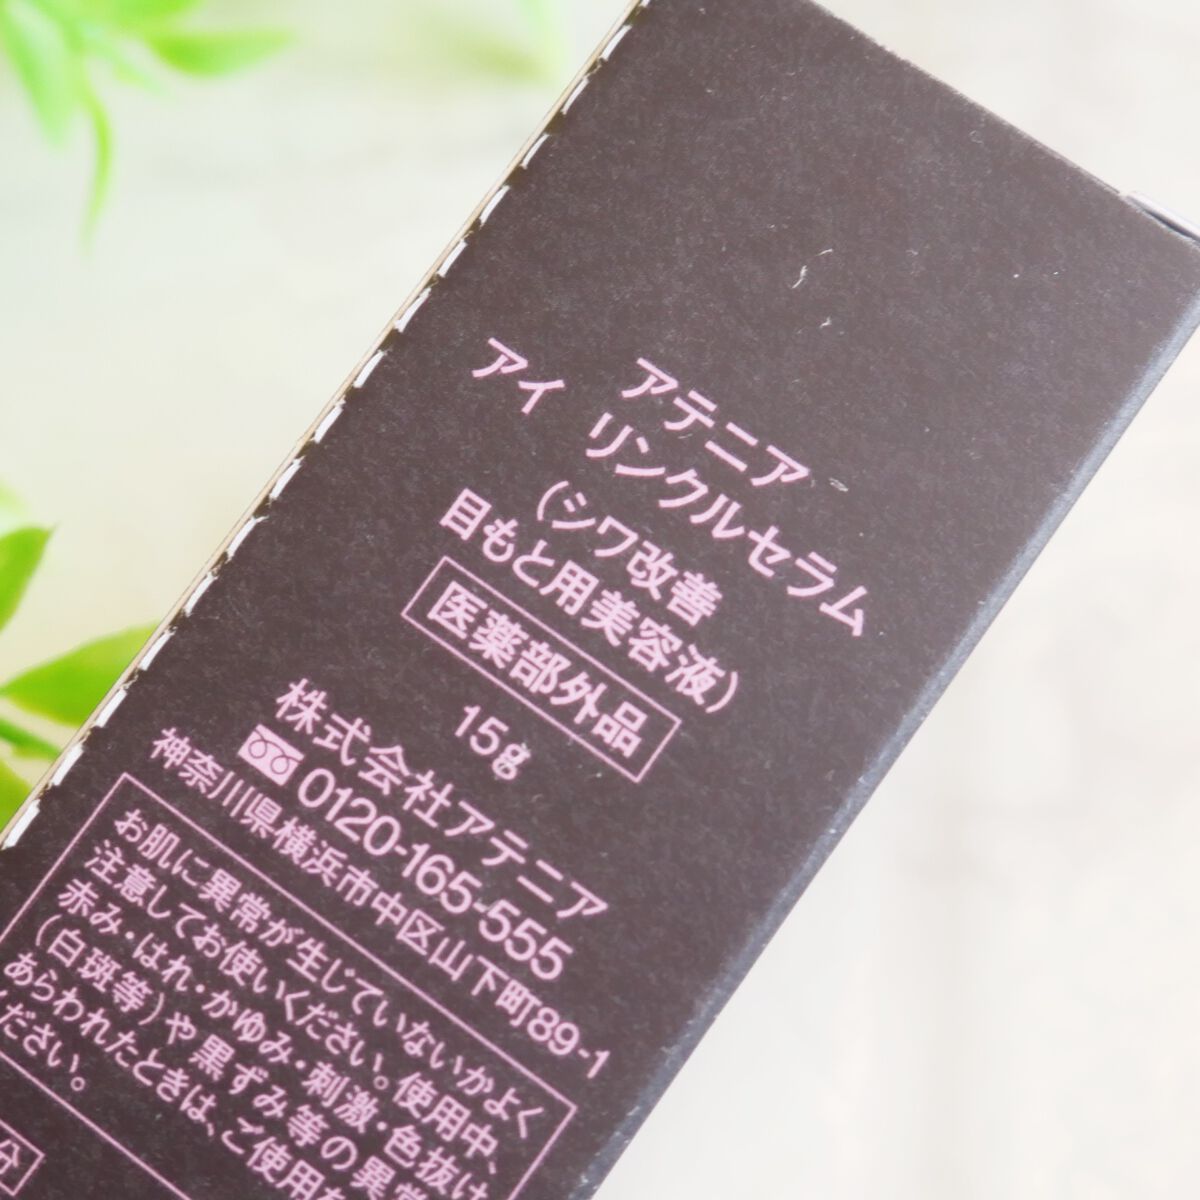 アテニア
アイ リンクルセラム
(シワ改善
目もと用美容液)
医薬部外品
15g
株式会社アテニア
0120-165-555
神奈川県横浜市中区山下町89-1
お肌に異常が生じていないかよく
注意してお使いください。使用中、
赤み・はれ・かゆみ・刺激・色抜け
(白斑等)や黒ずみ等の異常
あらわれたときは、ご使用
ださい。
分